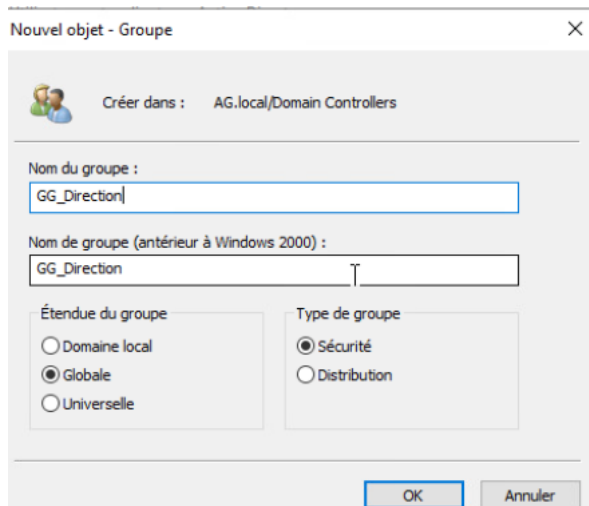 Nouvel objet - Groupe
Créer dans : AG.local/Domain Controllers
Nom du groupe :
GG_Direction
Nom de groupe (antérieur à Windows 2000) :
GG_Direction
Étendue du groupe
Domaine local
Globale
Universelle
Type de groupe
Sécurité
Distribution
OK
Annuler